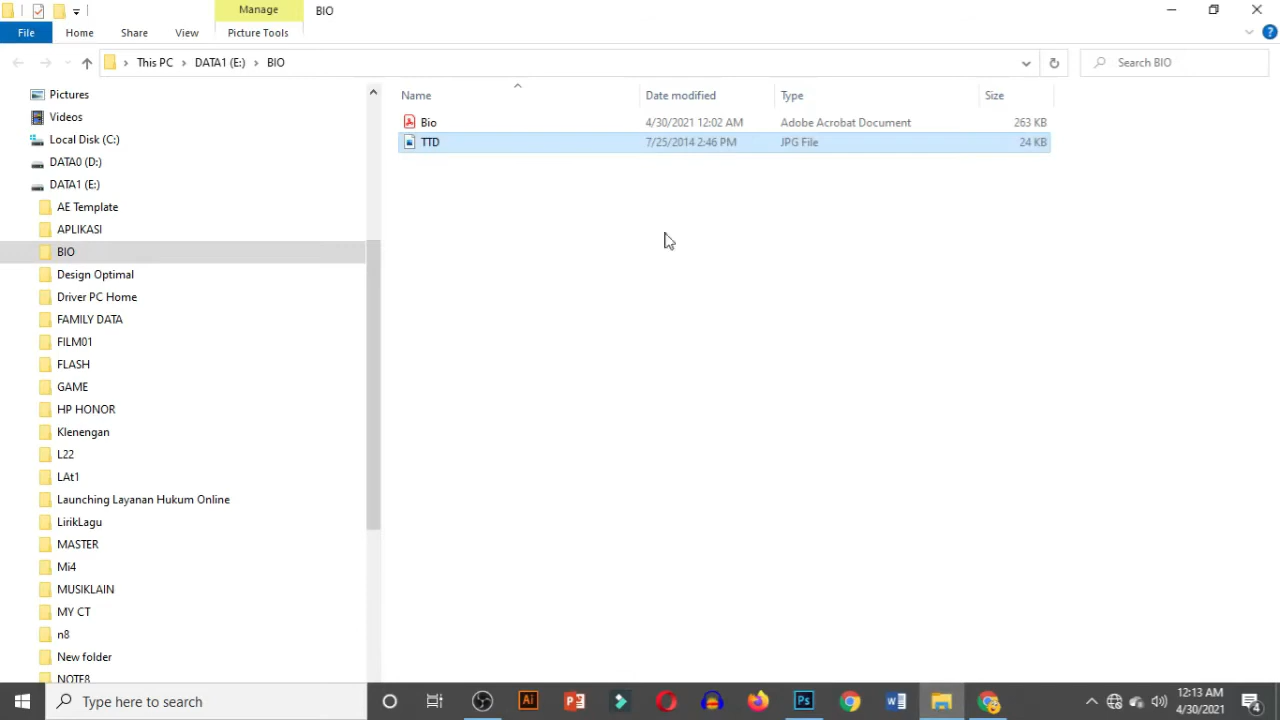 Manage
BIO
File
Home
Share
View
Picture Tools
This PC
DATA1 (E:)
BIO
Search BIO
Pictures
Videos
Local Disk (C:)
DATA0 (D:)
DATA1 (E:)
AE Template
APLIKASI
BIO
Design Optimal
Driver PC Home
FAMILY DATA
FILM01
FLASH
GAME
HP HONOR
Klenengan
L22
LAt1
Launching Layanan Hukum Online
LirikLagu
MASTER
Mi4
MUSIKLAIN
MY CT
n8
New folder
NOTE8
Name Date modified Type Size
Bio 4/30/2021 12:02 AM Adobe Acrobat Document 263 KB
TTD 7/25/2014 2:46 PM JPG File 24 KB
Type here to search
Ai
P
Ps
W
12:13 AM
4/30/2021
4